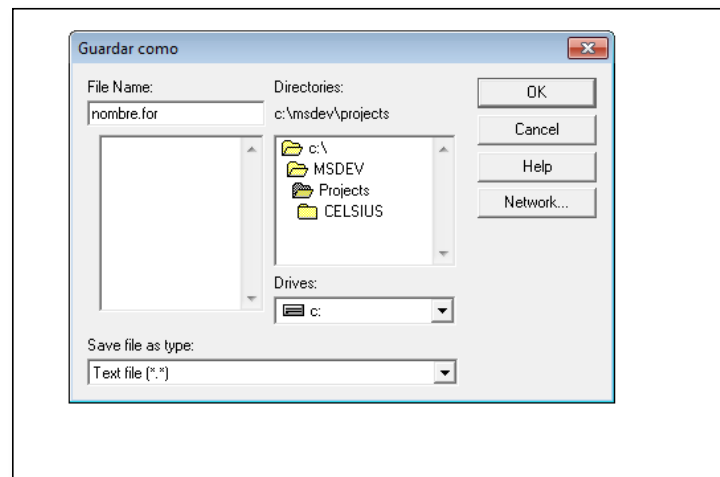 Guardar como
File Name:
nombre.for
Directories:
c:\msdev\projects
c:\
MSDEV
Projects
CELSIUS
Drives:
c:
Save file as type:
Text file (*.*)
OK
Cancel
Help
Network...